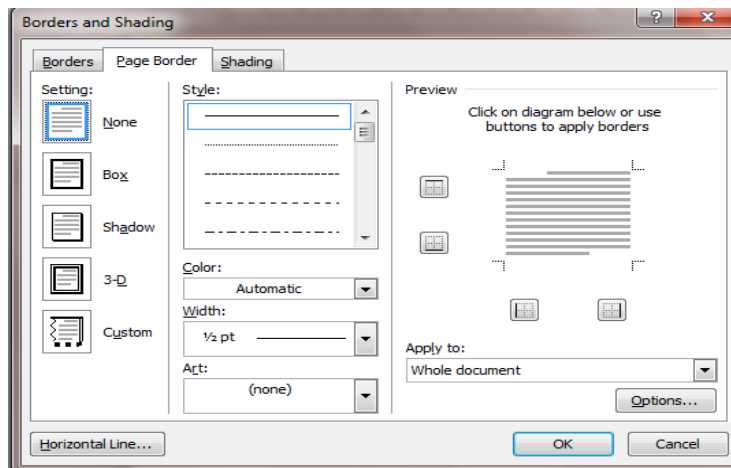 Borders and Shading
Borders
Page Border
Shading
Setting:
None
Box
Shadow
3-D
Custom
Style:
Color:
Automatic
Width:
½ pt
Art:
(none)
Preview
Click on diagram below or use
buttons to apply borders
Apply to:
Whole document
Options...
Horizontal Line...
OK
Cancel